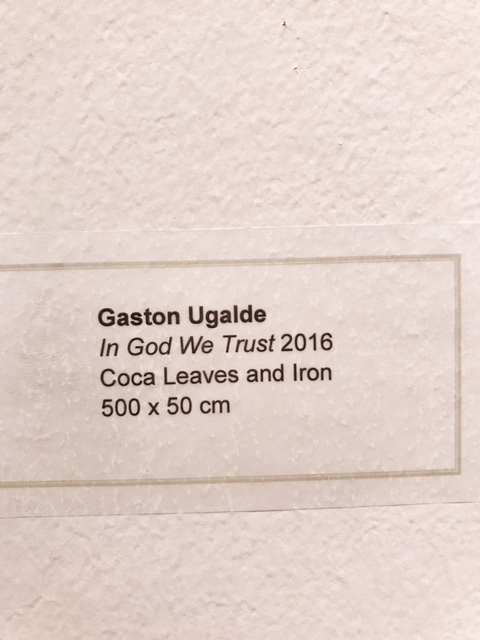 Gaston Ugalde
In God We Trust 2016
Coca Leaves and Iron
500 x 50 cm